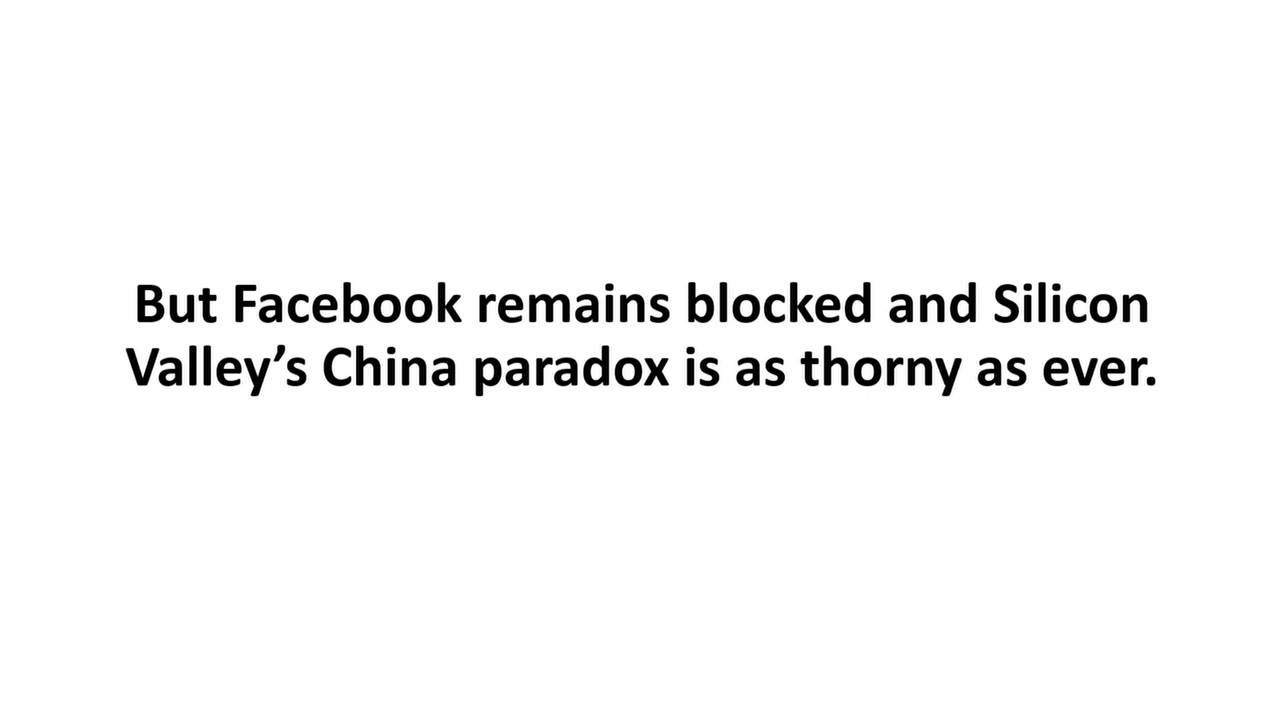 But Facebook remains blocked and Silicon
Valley’s China paradox is as thorny as ever.